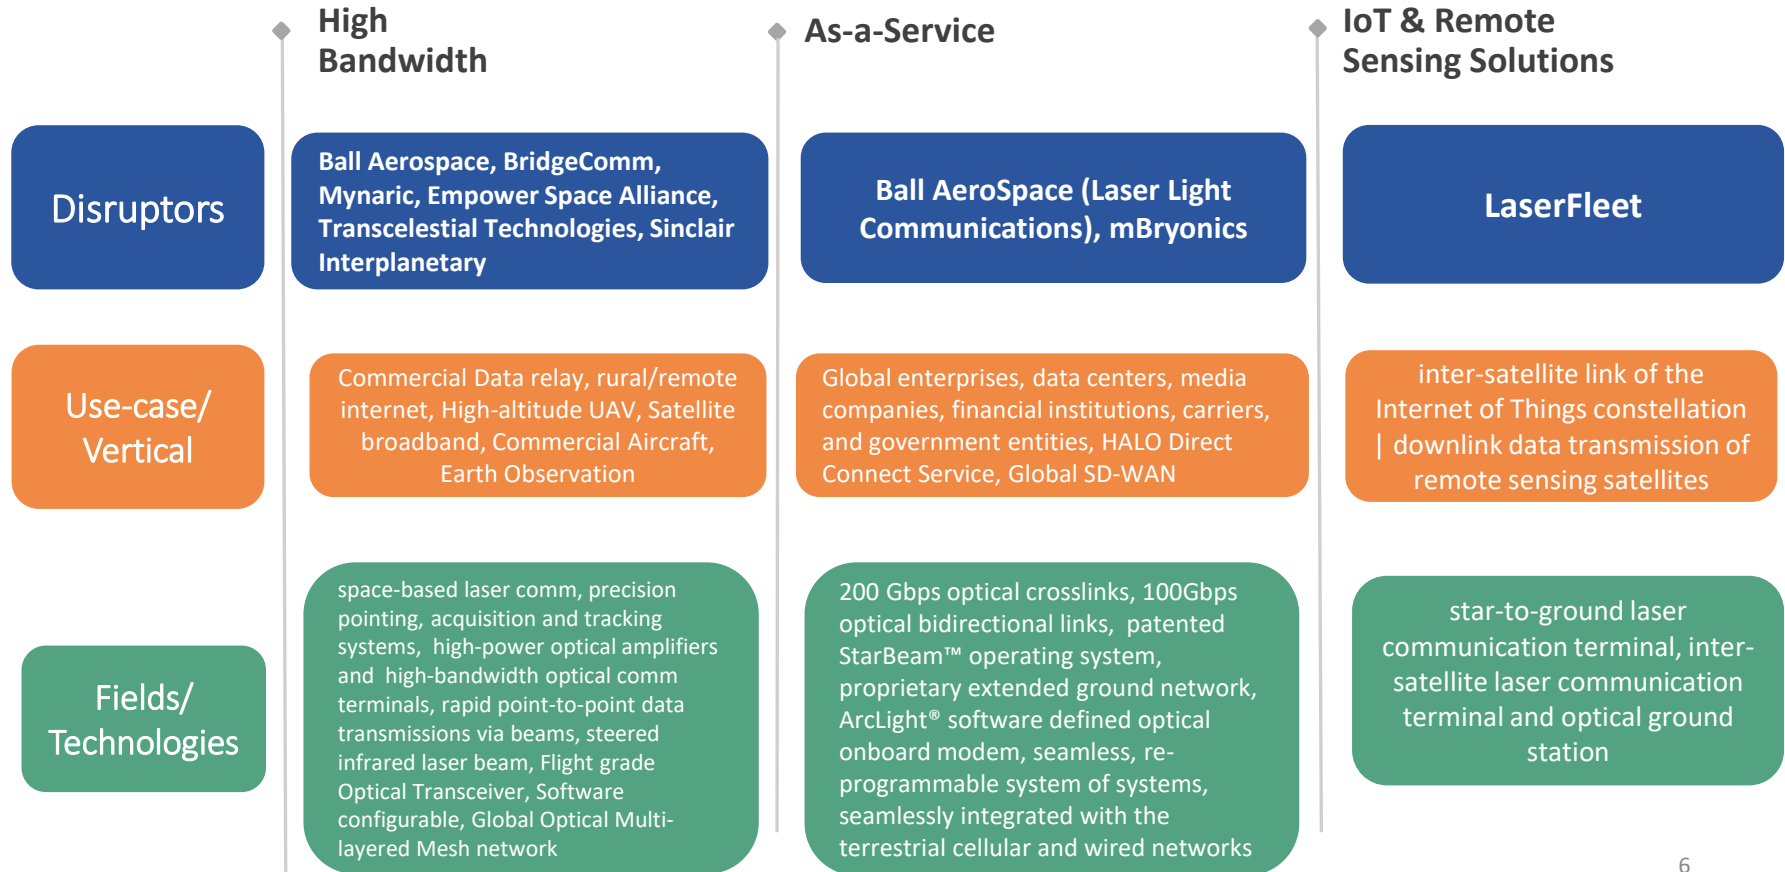 High
Bandwidth
As-a-Service
IoT & Remote
Sensing Solutions
Disruptors
Ball Aerospace, BridgeComm,
Mynaric, Empower Space Alliance,
Transcelestial Technologies, Sinclair
Interplanetary
Ball AeroSpace (Laser Light
Communications), mBryonics
LaserFleet
Use-case/
Vertical
Commercial Data relay, rural/remote
internet, High-altitude UAV, Satellite
broadband, Commercial Aircraft,
Earth Observation
Global enterprises, data centers, media
companies, financial institutions, carriers,
and government entities, HALO Direct
Connect Service, Global SD-WAN
inter-satellite link of the
Internet of Things constellation
| downlink data transmission of
remote sensing satellites
Fields/
Technologies
space-based laser comm, precision
pointing, acquisition and tracking
systems, high-power optical amplifiers
and high-bandwidth optical comm
terminals, rapid point-to-point data
transmissions via beams, steered
infrared laser beam, Flight grade
Optical Transceiver, Software
configurable, Global Optical Multi-
layered Mesh network
200 Gbps optical crosslinks, 100Gbps
optical bidirectional links, patented
StarBeam™ operating system,
proprietary extended ground network,
ArcLight® software defined optical
onboard modem, seamless, re-
programmable system of systems,
seamlessly integrated with the
terrestrial cellular and wired networks
star-to-ground laser
communication terminal, inter-
satellite laser communication
terminal and optical ground
station
6